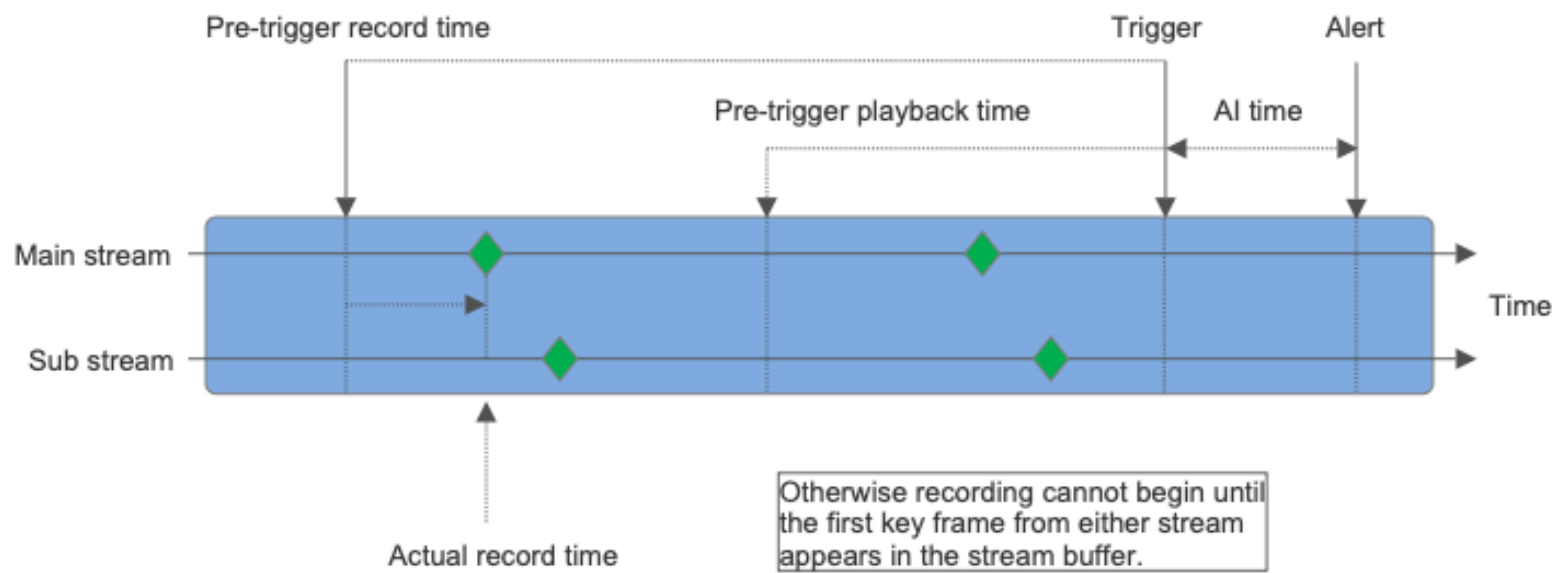 Pre-trigger record time
Trigger
Alert
Pre-trigger playback time
AI time
Main stream
Time
Sub stream
Otherwise recording cannot begin until
the first key frame from either stream
appears in the stream buffer.
Actual record time